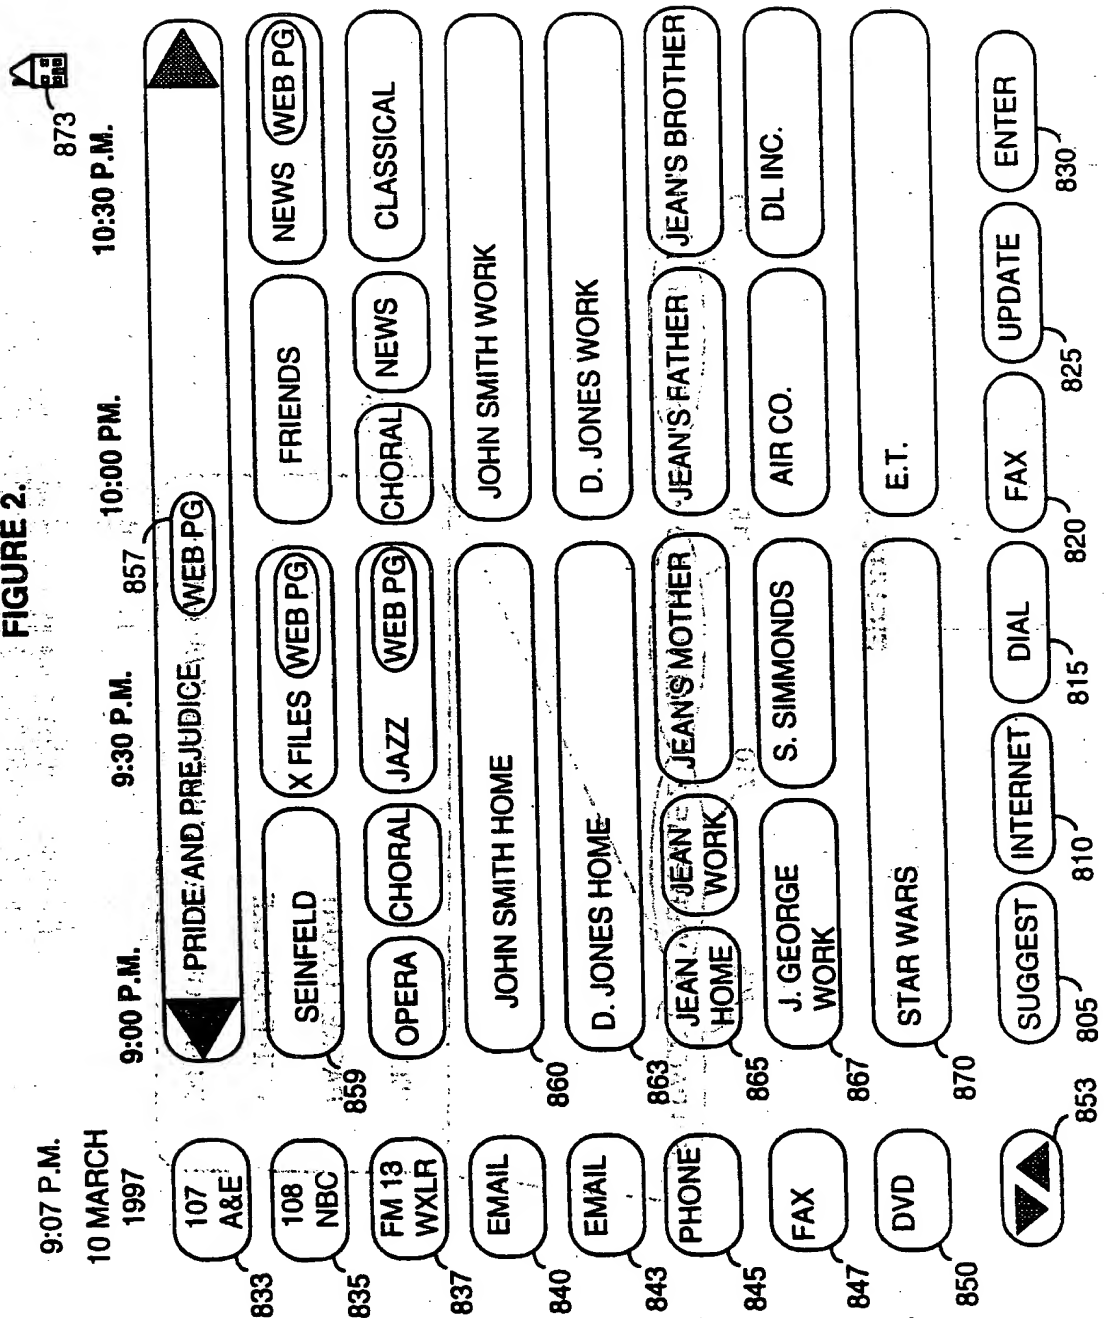 FIGURE 2.
9:07 P.M.
10 MARCH
1997
9:00 P.M.
9:30 P.M.
10:00 PM.
10:30 P.M.
873
857
107
A&E
833
PRIDE AND PREJUDICE
WEB PG
108
NBC
835
SEINFELD
859
X FILES
WEB PG
FRIENDS
NEWS
WEB PG
FM 13
WXLR
837
OPERA
CHORAL
JAZZ
WEB PG
CHORAL
NEWS
CLASSICAL
EMAIL
840
JOHN SMITH HOME
860
JOHN SMITH WORK
EMAIL
843
D. JONES HOME
863
D. JONES WORK
PHONE
845
JEAN
HOME
865
JEAN
WORK
JEAN'S MOTHER
JEAN'S FATHER
JEAN'S BROTHER
FAX
847
J. GEORGE
WORK
867
S. SIMMONDS
AIR CO.
DL INC.
DVD
850
STAR WARS
870
E.T.
853
SUGGEST
805
INTERNET
810
DIAL
815
FAX
820
UPDATE
825
ENTER
830